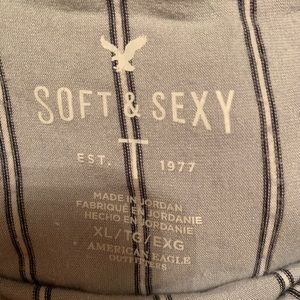 SOFT & SEXY
EST. 1977
MADE IN JORDAN
FABRIQUÉ EN JORDANIE
HECHO EN JORDANIE
XL/TG/EXG
AMERICAN EAGLE
OUTFITTERS